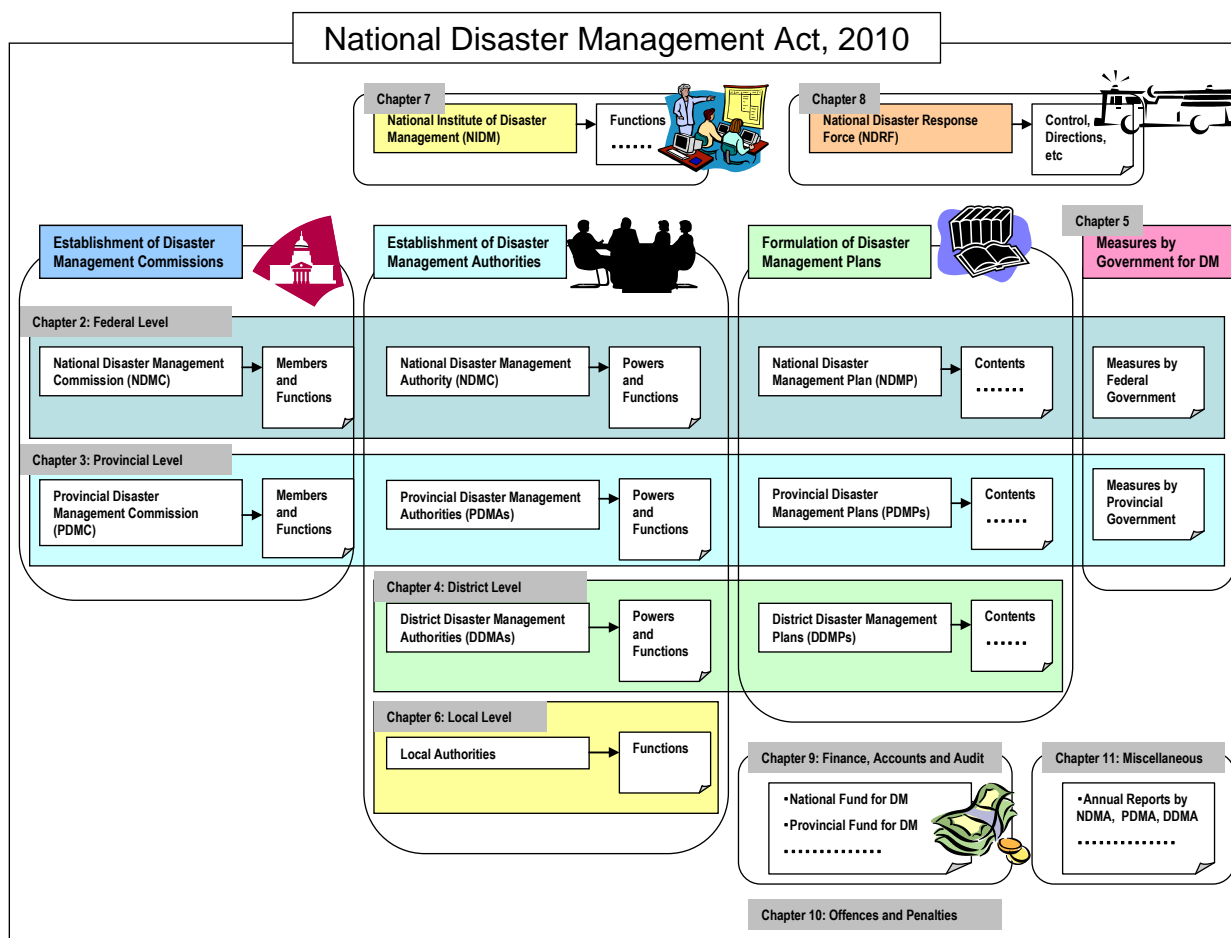 National Disaster Management Act, 2010
Chapter 7
National Institute of Disaster
Management (NIDM)
Functions
......
Chapter 8
National Disaster Response
Force (NDRF)
Control,
Directions,
etc
Establishment of Disaster
Management Commissions
Establishment of Disaster
Management Authorities
Formulation of Disaster
Management Plans
Chapter 5
Measures by
Government for DM
Chapter 2: Federal Level
National Disaster Management
Commission (NDMC)
Members
and
Functions
National Disaster Management
Authority (NDMC)
Powers
and
Functions
National Disaster
Management Plan (NDMP)
Contents
.......
Measures by
Federal
Government
Chapter 3: Provincial Level
Provincial Disaster
Management Commission
(PDMC)
Members
and
Functions
Provincial Disaster Management
Authorities (PDMAs)
Powers
and
Functions
Provincial Disaster
Management Plans (PDMPs)
Contents
......
Measures by
Provincial
Government
Chapter 4: District Level
District Disaster Management
Authorities (DDMAs)
Powers
and
Functions
District Disaster Management
Plans (DDMPs)
Contents
......
Chapter 6: Local Level
Local Authorities
Functions
Chapter 9: Finance, Accounts and Audit
▪National Fund for DM
▪Provincial Fund for DM
..............
Chapter 11: Miscellaneous
▪Annual Reports by
NDMA, PDMA, DDMA
..............
Chapter 10: Offences and Penalties